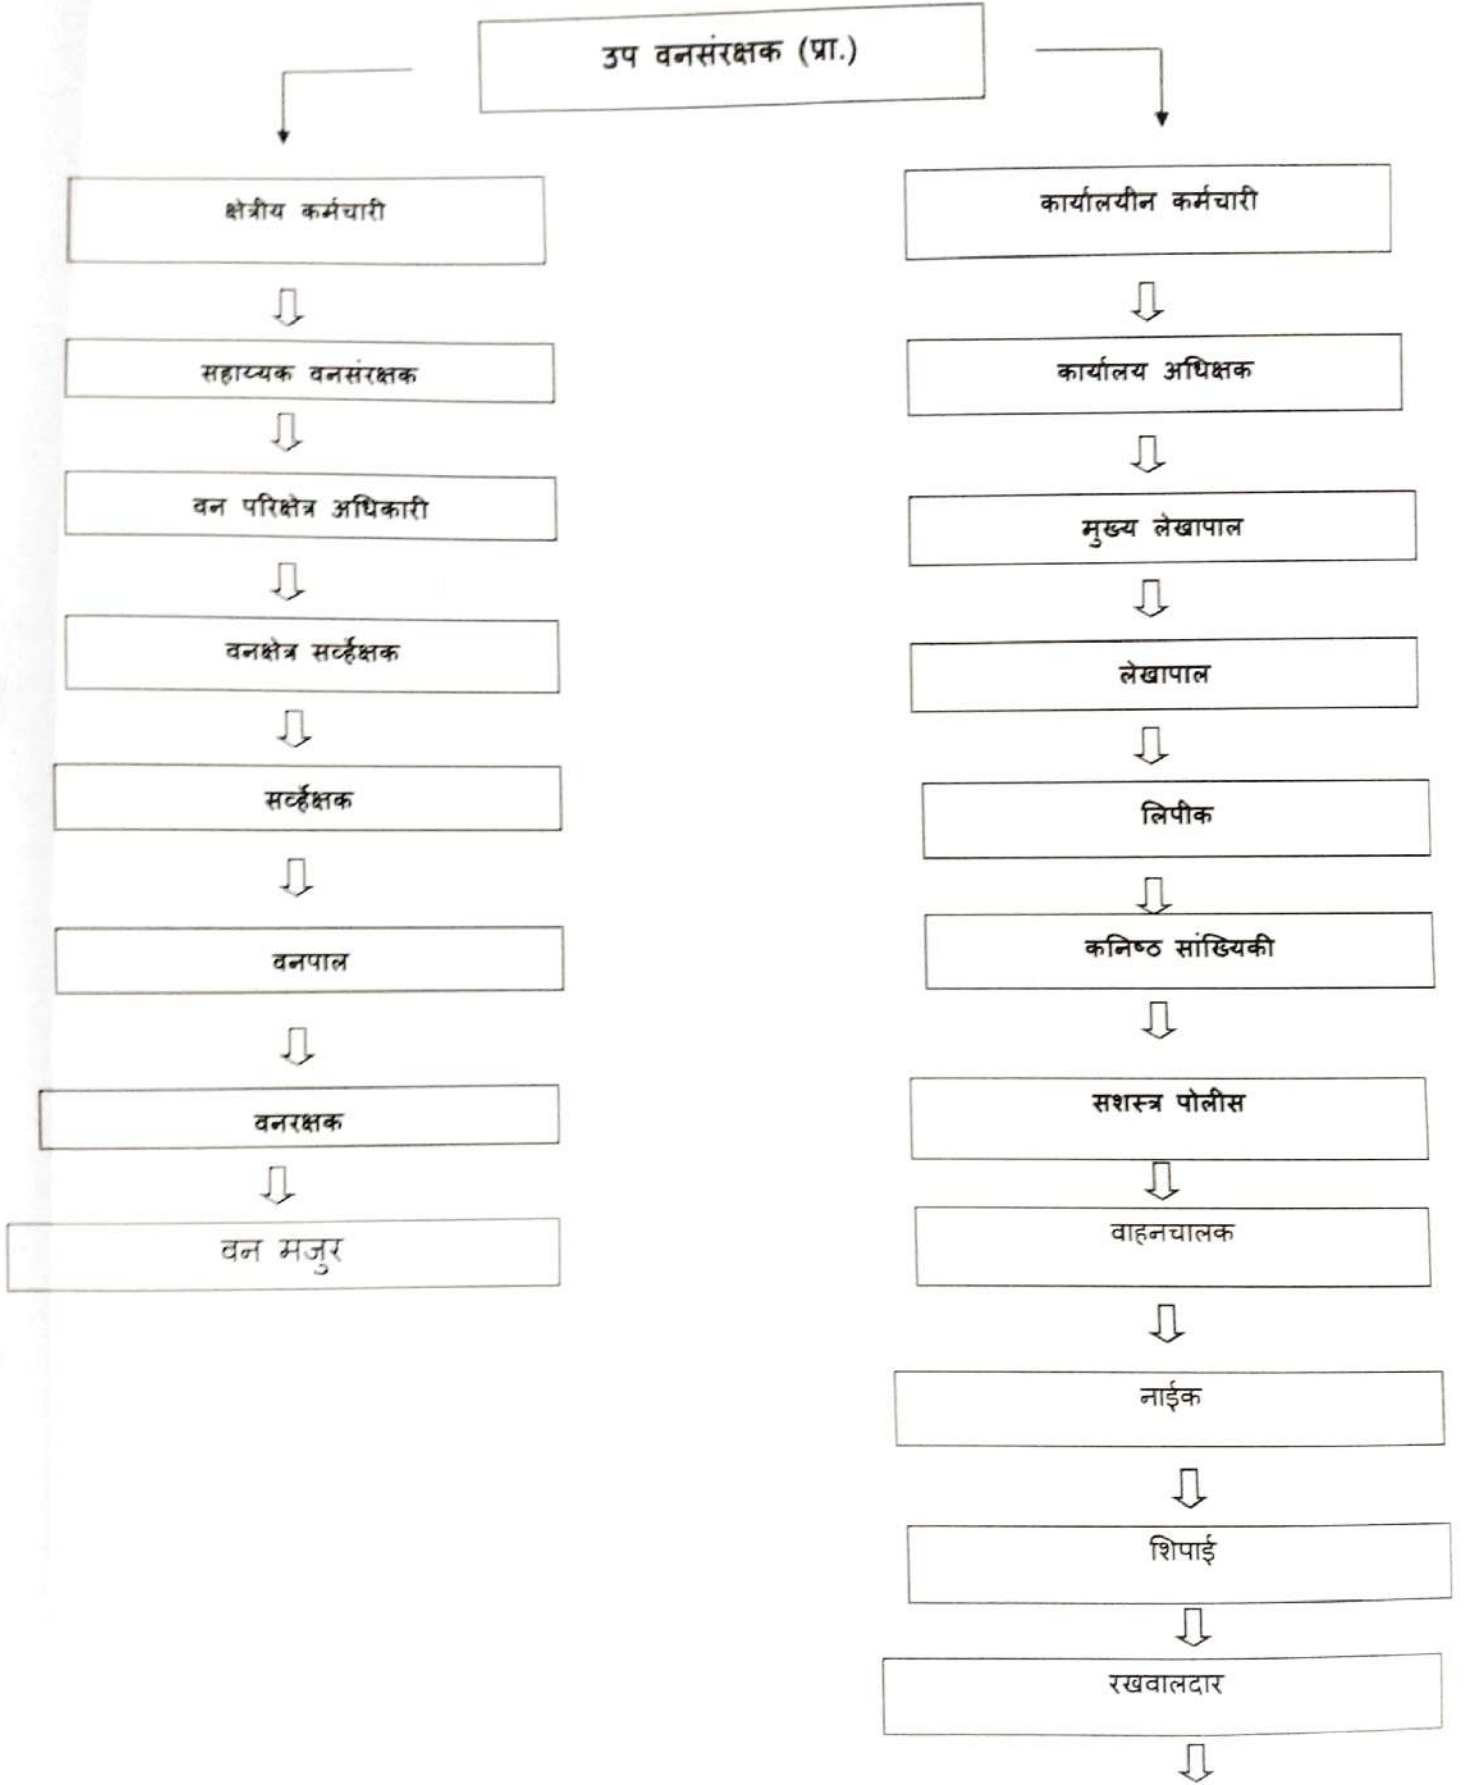 उप वनसंरक्षक (प्रा.)
क्षेत्रीय कर्मचारी
सहाय्यक वनसंरक्षक
वन परिक्षेत्र अधिकारी
वनक्षेत्र सर्व्हेक्षक
सर्व्हेक्षक
वनपाल
वनरक्षक
वन मजुर
कार्यालयीन कर्मचारी
कार्यालय अधिक्षक
मुख्य लेखापाल
लेखापाल
लिपीक
कनिष्ठ सांख्यिकी
सशस्त्र पोलीस
वाहनचालक
नाईक
शिपाई
रखवालदार